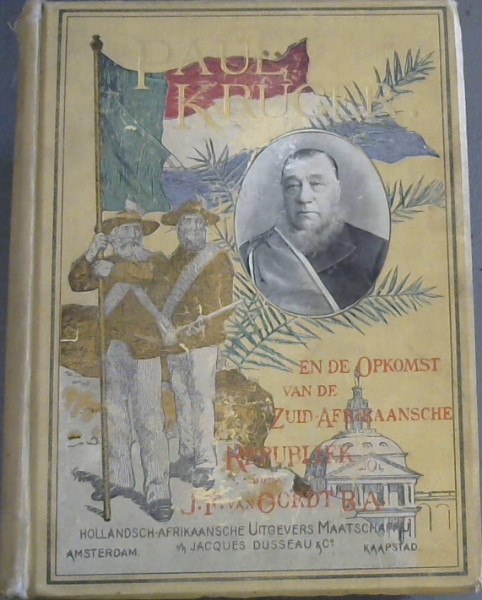 PAUL
KRUGER
EN DE OPKOMST
VAN DE
ZUID-AFRIKAANSCHE
REPUBLIEK
DOOR
J.F. VAN OORDT B.A.
HOLLANDSCH-AFRIKAANSCHE UITGEVERS MAATSCHAPPIJ
v/h JACQUES DUSSEAU & Co
AMSTERDAM. KAAPSTAD.